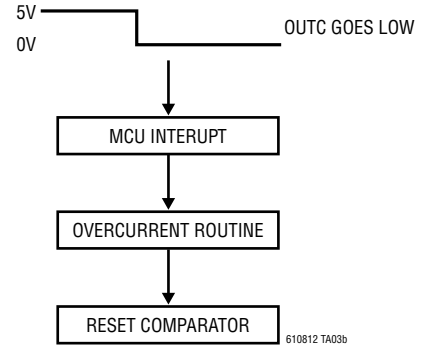 5V
OUTC GOES LOW
0V
MCU INTERUPT
OVERCURRENT ROUTINE
RESET COMPARATOR
610812 TA03b